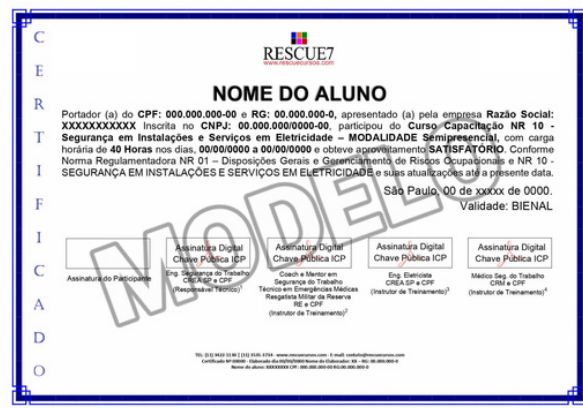 CERTIFICADO
RESCUE7
www.rescuecursos.com
NOME DO ALUNO
Portador (a) do CPF: 000.000.000-00 e RG: 00.000.000-0, apresentado (a) pela empresa Razão Social:
XXXXXXXXXXX Inscrita no CNPJ: 00.000.000/0000-00, participou do Curso Capacitação NR 10 -
Segurança em Instalações e Serviços em Eletricidade – MODALIDADE Semipresencial, com carga
horária de 40 Horas nos dias, 00/00/0000 a 00/00/0000 e obteve aproveitamento SATISFATÓRIO. Conforme
Norma Regulamentadora NR 01 – Disposições Gerais e Gerenciamento de Riscos Ocupacionais e NR 10 -
SEGURANÇA EM INSTALAÇÕES E SERVIÇOS EM ELETRICIDADE e suas atualizações até a presente data.
São Paulo, 00 de xxxxx de 0000.
Validade: BIENAL
MODELO
Assinatura do Participante
Assinatura Digital
Chave Pública ICP
Eng. Segurança do Trabalho
CREA SP e CPF
(Responsável Técnico)¹
Assinatura Digital
Chave Pública ICP
Coach e Mentor em
Segurança do Trabalho
Técnico em Emergências Médicas
Resgatista Militar da Reserva
RE e CPF
(Instrutor de Treinamento)²
Assinatura Digital
Chave Pública ICP
Eng. Eletricista
CREA SP e CPF
(Instrutor de Treinamento)³
Assinatura Digital
Chave Pública ICP
Médico Seg. do Trabalho
CRM e CPF
(Instrutor de Treinamento)⁴